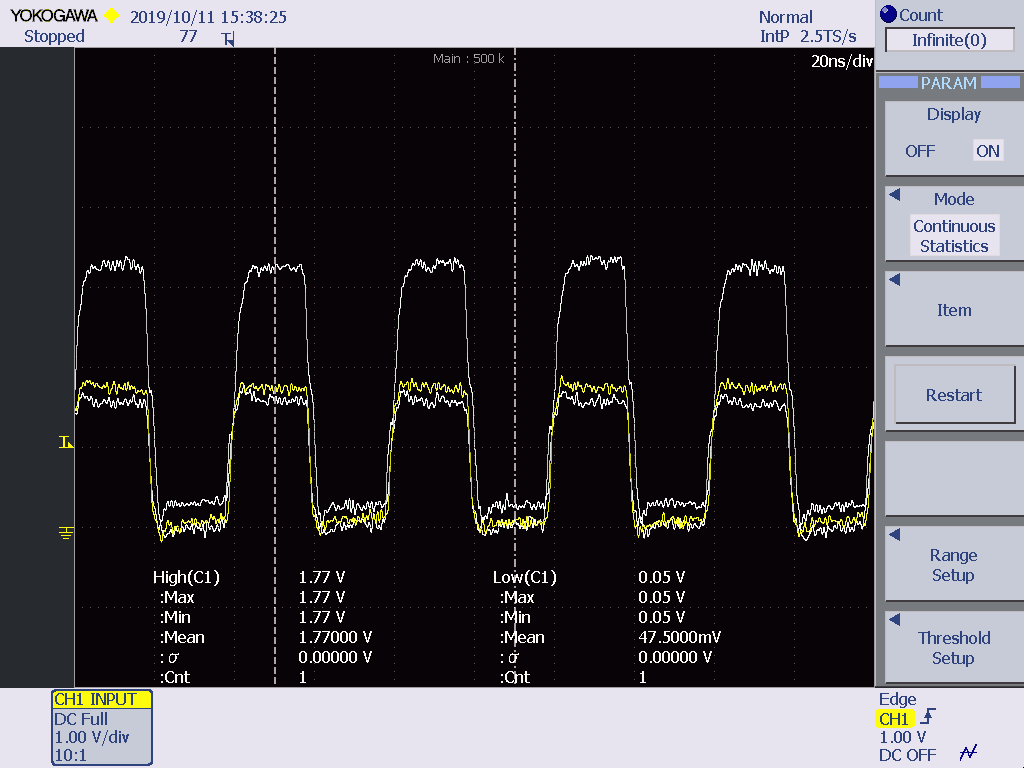 YOKOGAWA 2019/10/11 15:38:25
Stopped 77
Normal
IntP 2.5TS/s
Main : 500 k
20ns/div
Count
Infinite(0)
PARAM
Display
OFF ON
Mode
Continuous
Statistics
Item
Restart
Range
Setup
Threshold
Setup
High(C1) 1.77 V Low(C1) 0.05 V
:Max 1.77 V :Max 0.05 V
:Min 1.77 V :Min 0.05 V
:Mean 1.77000 V :Mean 47.5000mV
:σ 0.00000 V :σ 0.00000 V
:Cnt 1 :Cnt 1
CH1 INPUT
DC Full
1.00 V/div
10:1
Edge
CH1
1.00 V
DC OFF